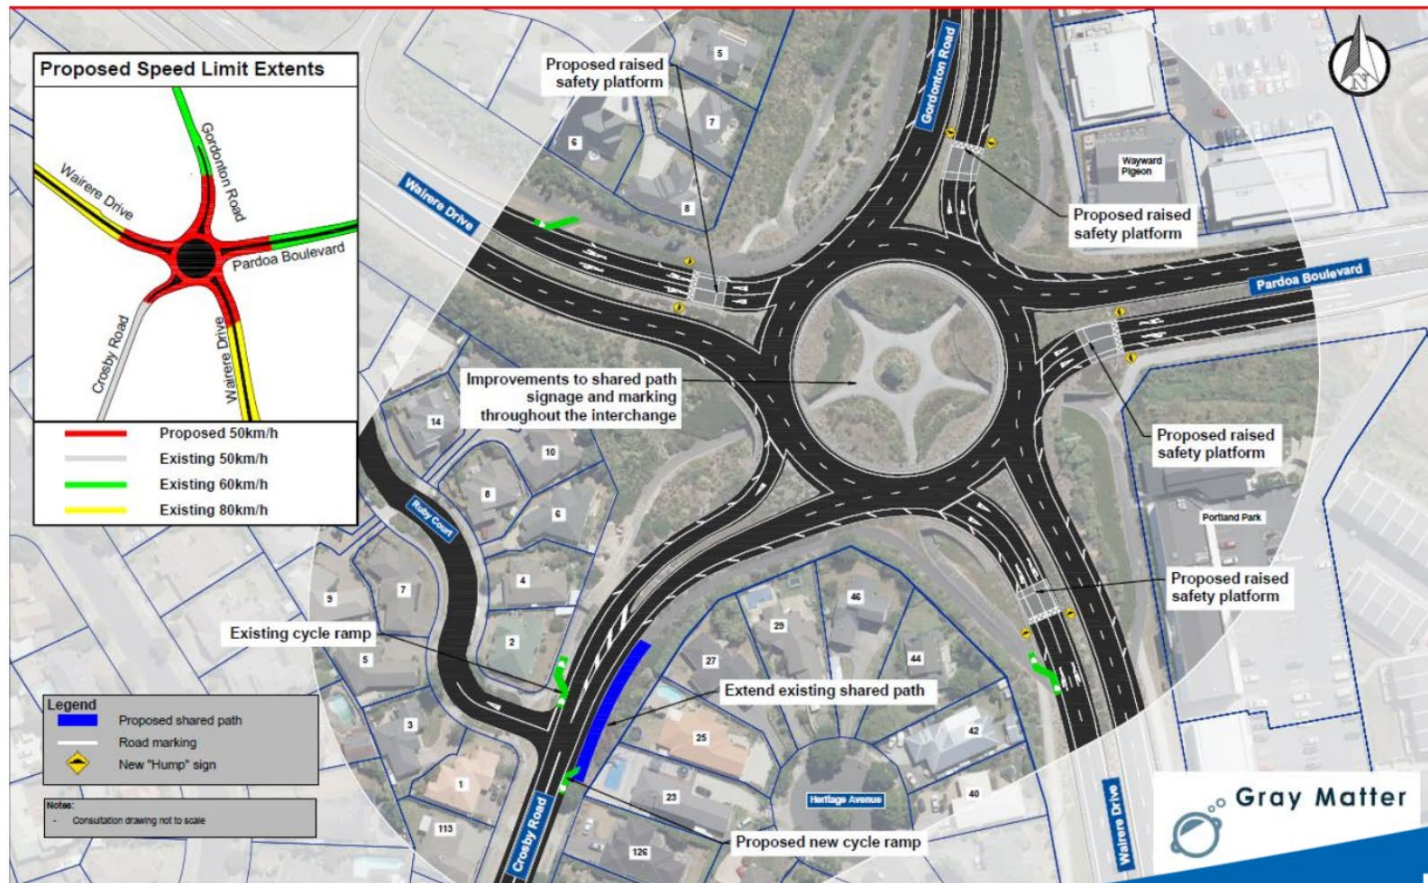 Proposed Speed Limit Extents
Gordonton Road
Wairere Drive
Pardoa Boulevard
Crosby Road
Wairere Drive
Proposed 50km/h
Existing 50km/h
Existing 60km/h
Existing 80km/h
Proposed raised
safety platform
Gordonton Road
N
5
7
6
8
Wayward
Pigeon
Proposed raised
safety platform
Wairere Drive
Pardoa Boulevard
Improvements to shared path
signage and marking
throughout the interchange
Proposed raised
safety platform
14
10
8
6
Ruby Court
4
7
9
2
5
3
1
113
Portland Park
Proposed raised
safety platform
Existing cycle ramp
46
29
44
27
Extend existing shared path
25
42
23
40
Heritage Avenue
126
Proposed new cycle ramp
Crosby Road
Wairere Drive
Legend
Proposed shared path
Road marking
New "Hump" sign
Notes:
- Consultation drawing not to scale
Gray Matter